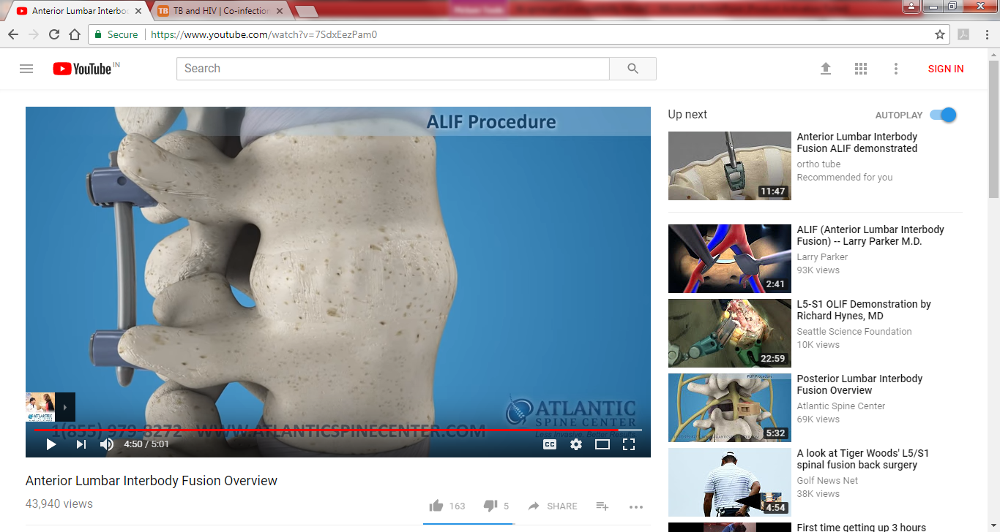 Anterior Lumbar Interbod
TB and HIV | Co-infection
Secure
https://www.youtube.com/watch?v=7SdxEezPam0
YouTube IN
Search
SIGN IN
ALIF Procedure
ATLANTIC
SPINE CENTER
Less Invasive. Better Results
1(855) 979-8272 WWW.ATLANTICSPINECENTER.COM
4:50 / 5:01
CC
Anterior Lumbar Interbody Fusion Overview
43,940 views
163
5
SHARE
Up next
AUTOPLAY
Anterior Lumbar Interbody
Fusion ALIF demonstrated
ortho tube
Recommended for you
11:47
ALIF (Anterior Lumbar Interbody
Fusion) -- Larry Parker M.D.
Larry Parker
93K views
2:41
L5-S1 OLIF Demonstration by
Richard Hynes, MD
Seattle Science Foundation
10K views
22:59
Posterior Lumbar Interbody
Fusion Overview
Atlantic Spine Center
69K views
PLIF Procedure
5:32
A look at Tiger Woods' L5/S1
spinal fusion back surgery
Golf News Net
38K views
4:54
First time getting up 3 hours